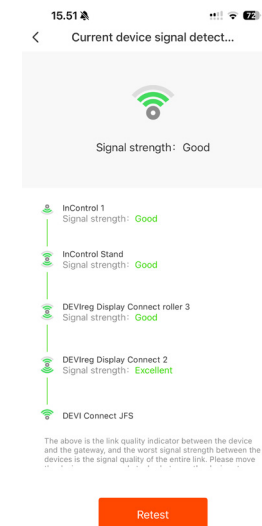 15.51
72
Current device signal detect...
Signal strength: Good
InControl 1
Signal strength: Good
InControl Stand
Signal strength: Good
DEVIreg Display Connect roller 3
Signal strength: Good
DEVIreg Display Connect 2
Signal strength: Excellent
DEVI Connect JFS
The above is the link quality indicator between the device
and the gateway, and the worst signal strength between the
devices is the signal quality of the entire link. Please move
Retest